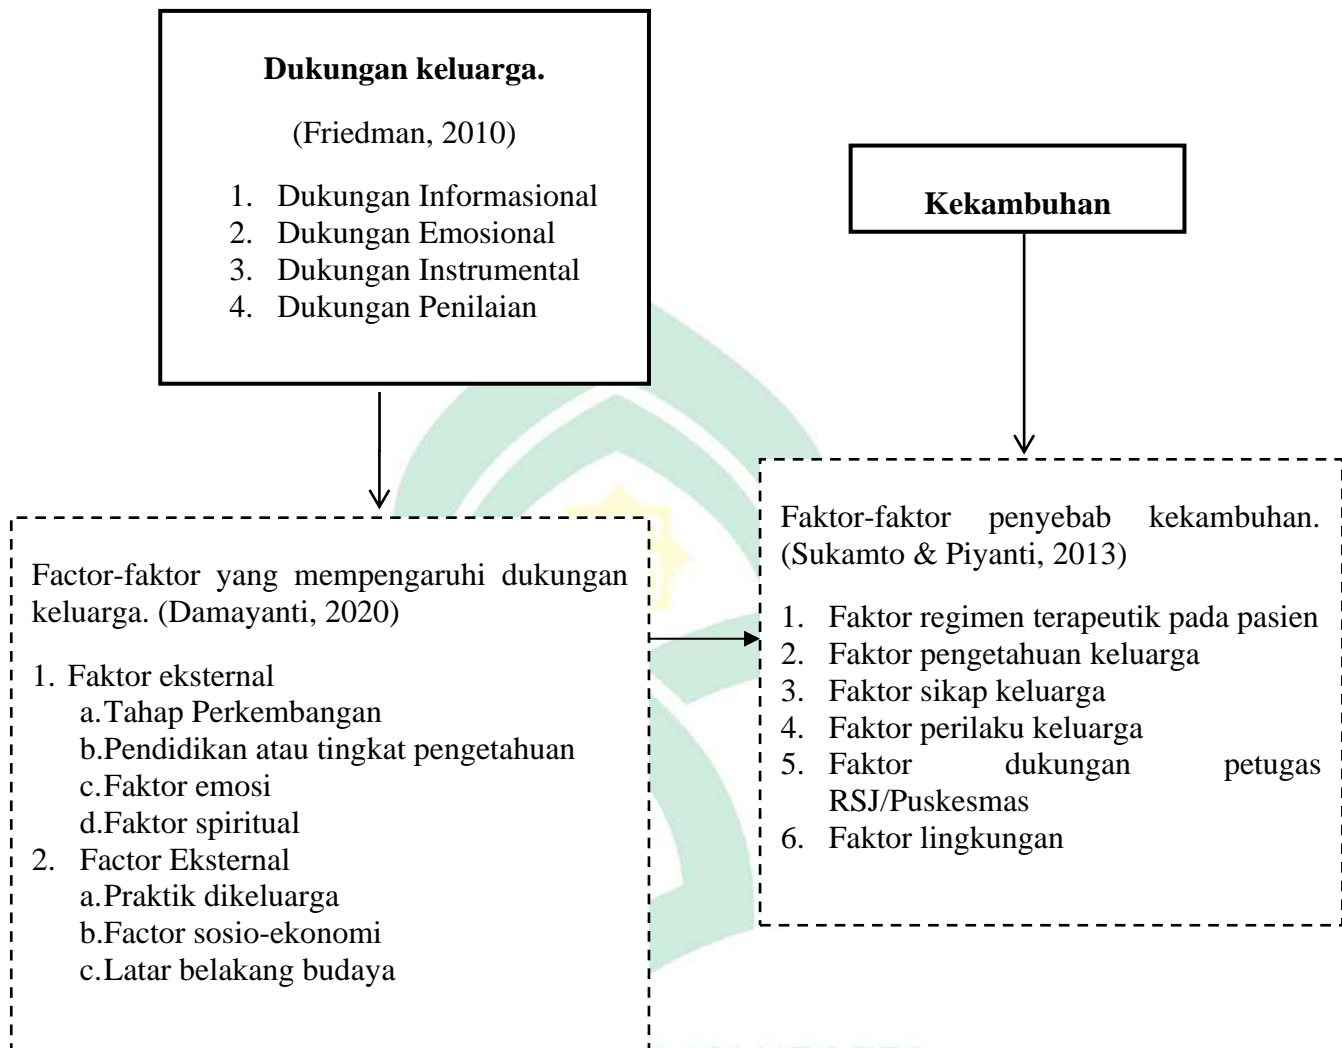 Dukungan keluarga.
(Friedman, 2010)
1. Dukungan Informasional
2. Dukungan Emosional
3. Dukungan Instrumental
4. Dukungan Penilaian
Kekambuhan
Factor-faktor yang mempengaruhi dukungan
keluarga. (Damayanti, 2020)
1. Faktor eksternal
a.Tahap Perkembangan
b.Pendidikan atau tingkat pengetahuan
c.Faktor emosi
d.Faktor spiritual
2. Factor Eksternal
a.Praktik dikeluarga
b.Factor sosio-ekonomi
c.Latar belakang budaya
Faktor-faktor penyebab kekambuhan.
(Sukamto & Piyanti, 2013)
1. Faktor regimen terapeutik pada pasien
2. Faktor pengetahuan keluarga
3. Faktor sikap keluarga
4. Faktor perilaku keluarga
5. Faktor dukungan petugas
RSJ/Puskesmas
6. Faktor lingkungan